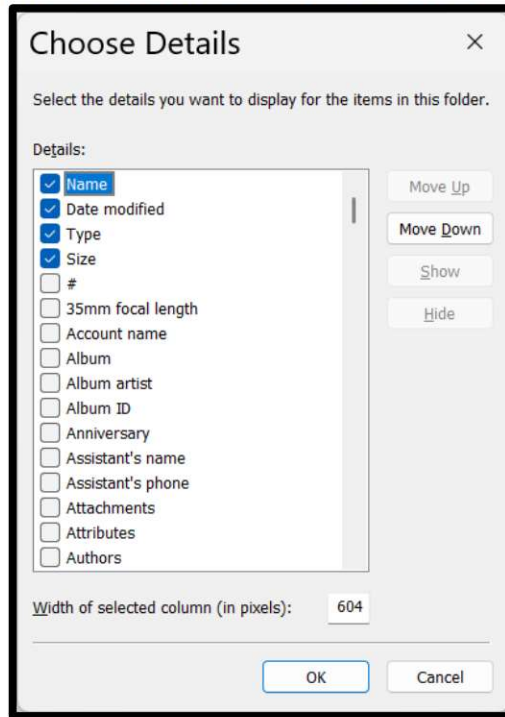 Choose Details
Select the details you want to display for the items in this folder.
Details:
Name
Date modified
Type
Size
#
35mm focal length
Account name
Album
Album artist
Album ID
Anniversary
Assistant's name
Assistant's phone
Attachments
Attributes
Authors
Move Up
Move Down
Show
Hide
Width of selected column (in pixels): 604
OK Cancel